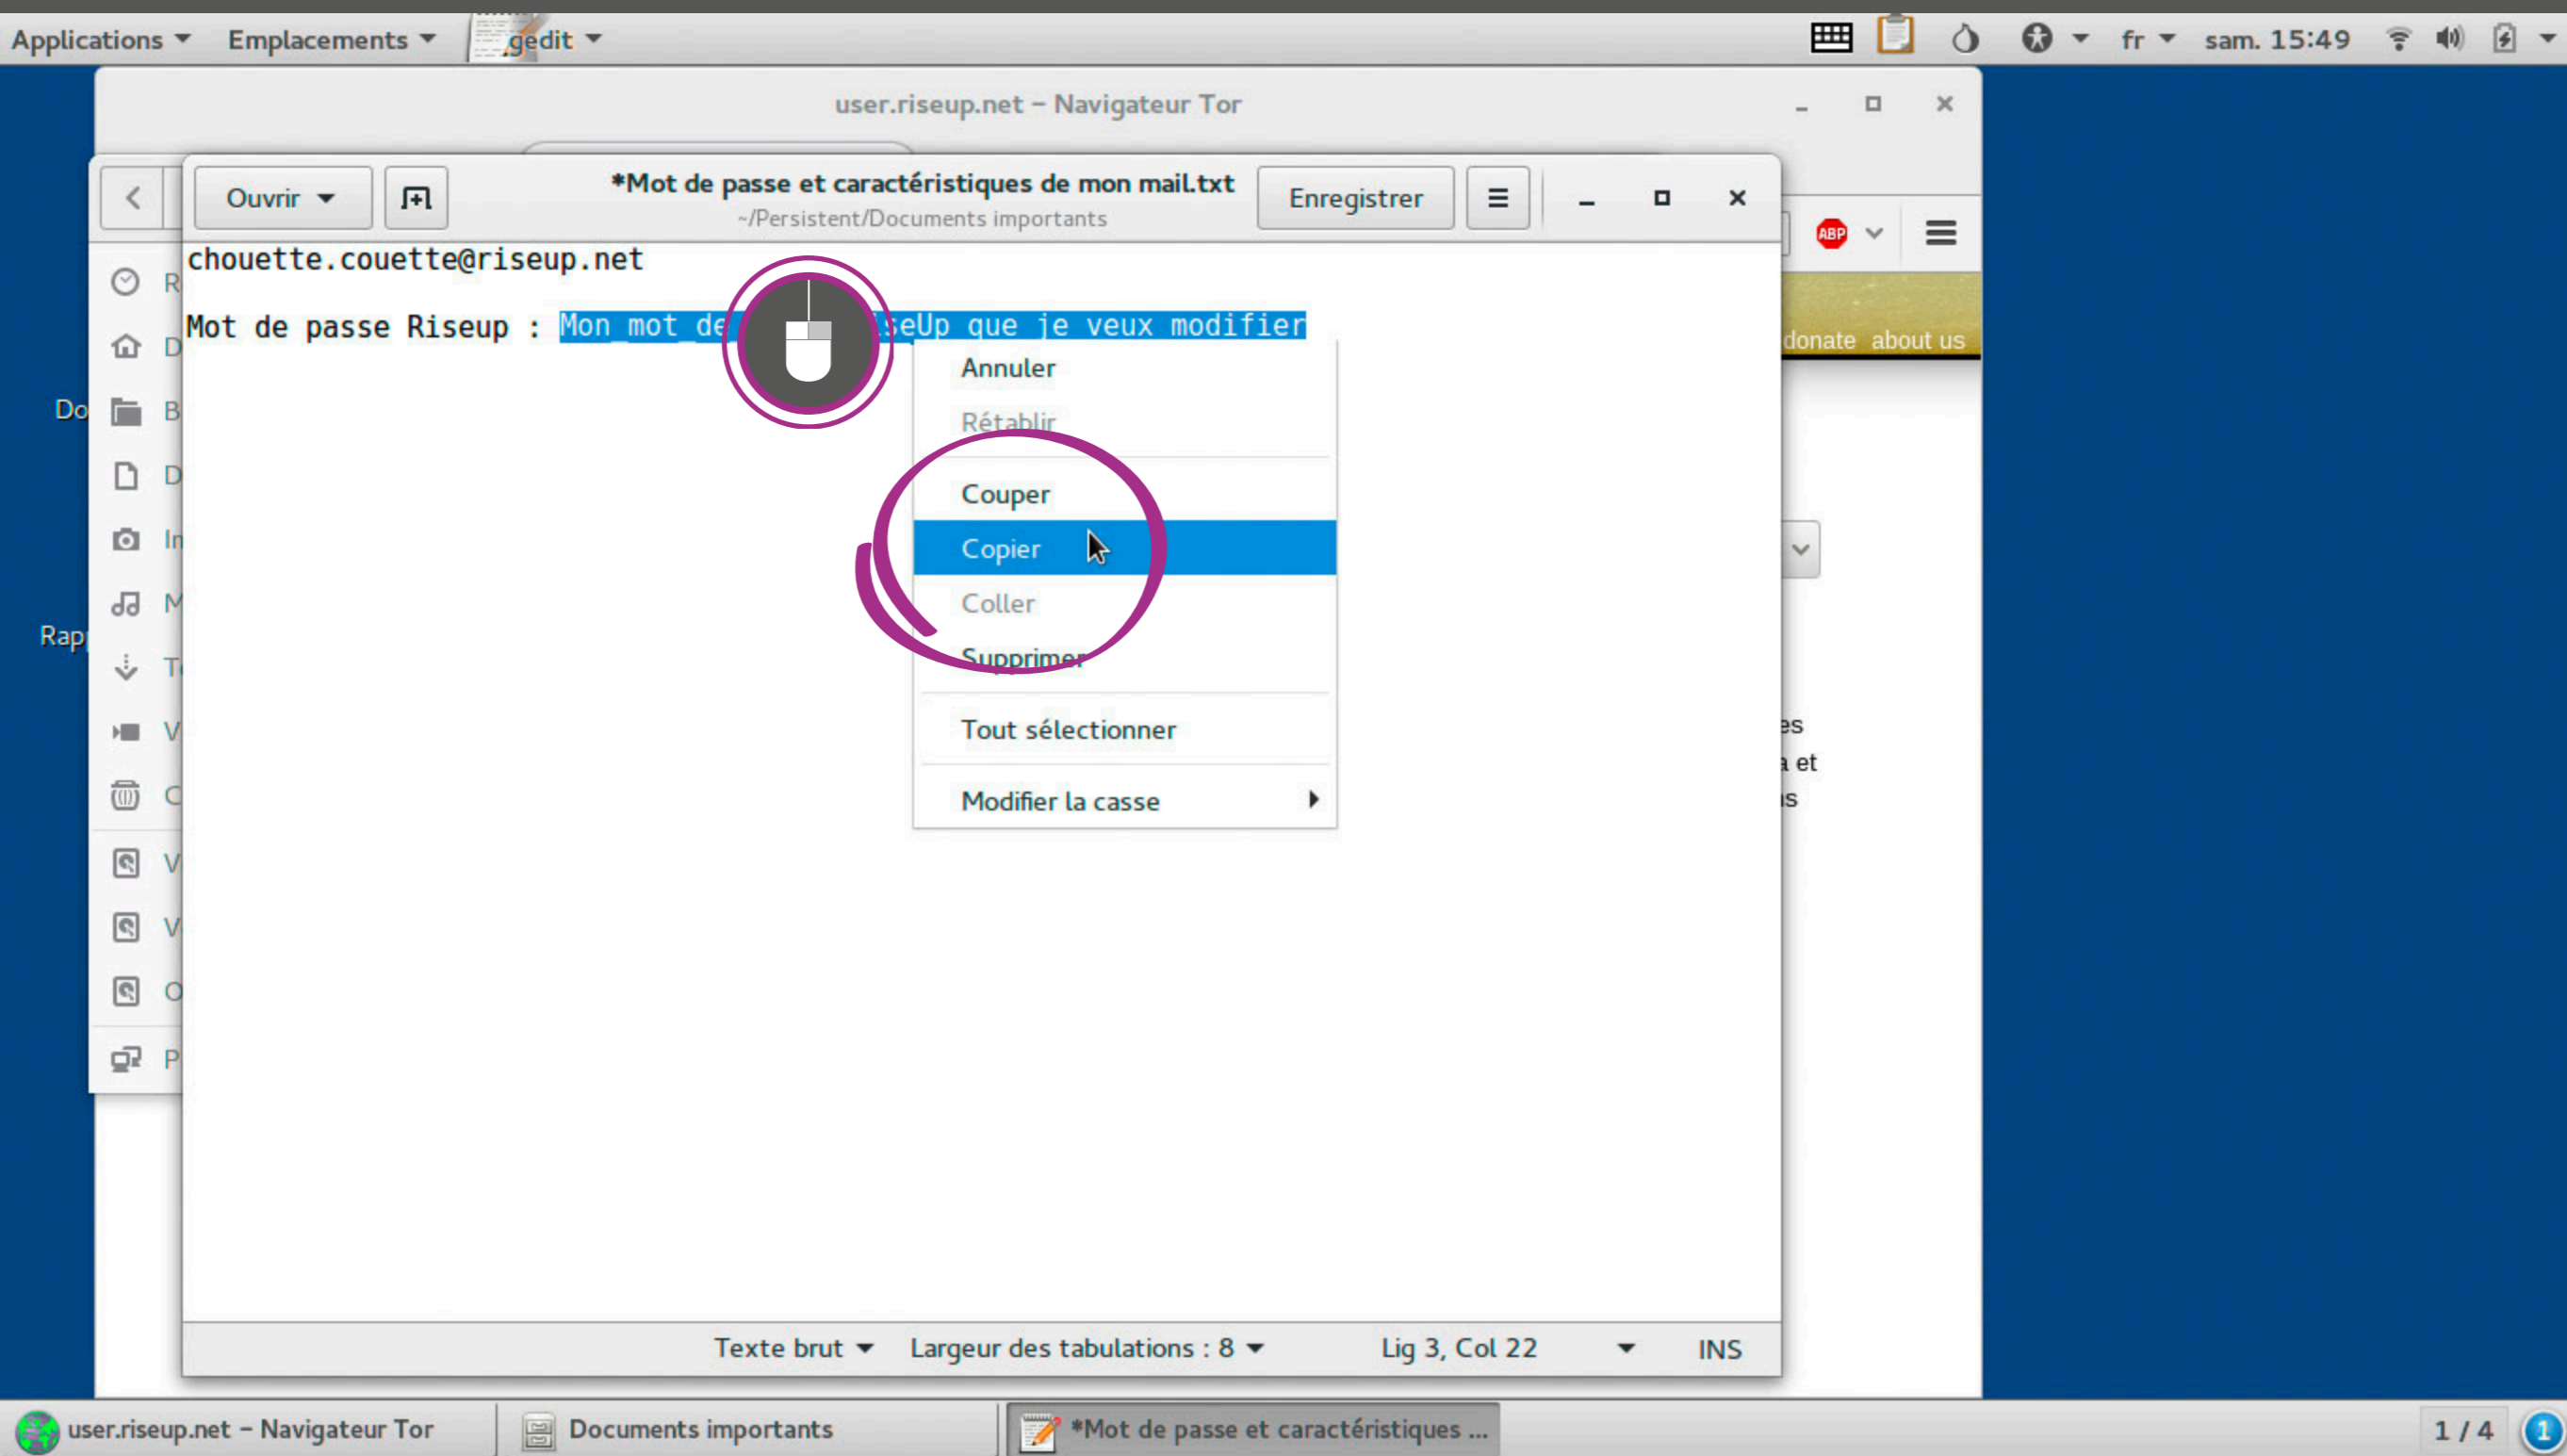 Applications Emplacements gedit fr sam. 15:49
user.riseup.net – Navigateur Tor
Ouvrir *Mot de passe et caractéristiques de mon mail.txt Enregistrer
~/Persistent/Documents importants
ABP
chouette.couette@riseup.net
Mot de passe Riseup : Mon_mot_de que je veux modifier
donate about us
Annuler
Rétablir
Couper
Copier
Coller
Supprimer
Tout sélectionner
et
Modifier la casse
Texte brut Largeur des tabulations : 8 Lig 3, Col 22 INS
user.riseup.net – Navigateur Tor Documents importants *Mot de passe et caractéristiques ... 1 / 4 1